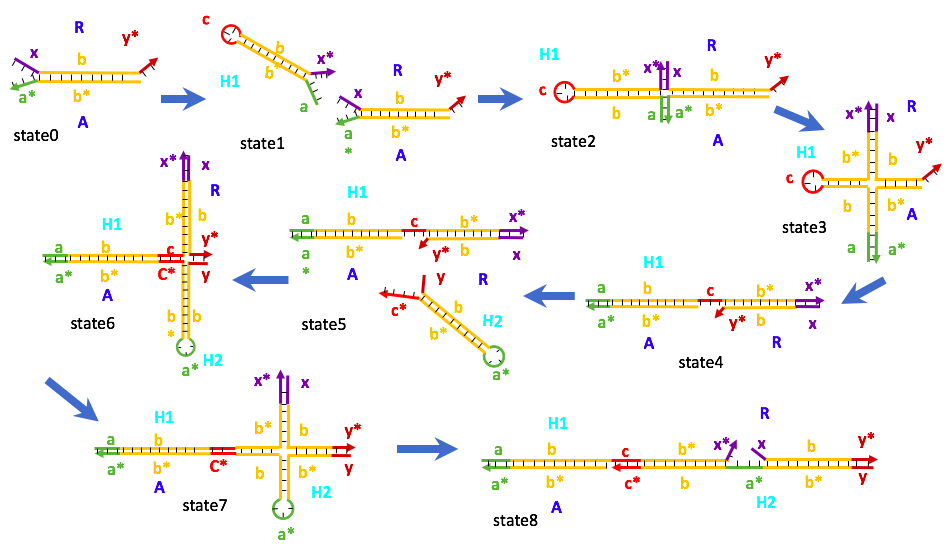 R
x
b
y*
a*
b*
A
state0
c
b
b*
x*
H1
a
state1
R
x
b
y*
a
*
b*
A
H1
c
b*
b
x*
x
R
b
y*
a
a*
b*
A
state2
x*
x
R
H1
b*
b
y*
c
b
b*
A
state3
a
a*
H1
a
b
c
b*
x*
a*
b*
y*
b
x
A
R
state4
H1
a
b
c
b*
x*
a
*
b*
y*
b
x
A
R
y
c*
b*
H2
a*
state5
x*
x
R
b*
b
H1
a
b
c
y*
a*
b*
C*
y
A
b
*
b
state6
H2
a*
x*
x
H1
a
b
b*
b
y*
a*
b*
C*
b
b*
y
A
H2
state7
a*
R
H1
a
b
c
b*
x*
x
b
y*
a*
b*
c*
b
a*
b*
y
A
H2
state8